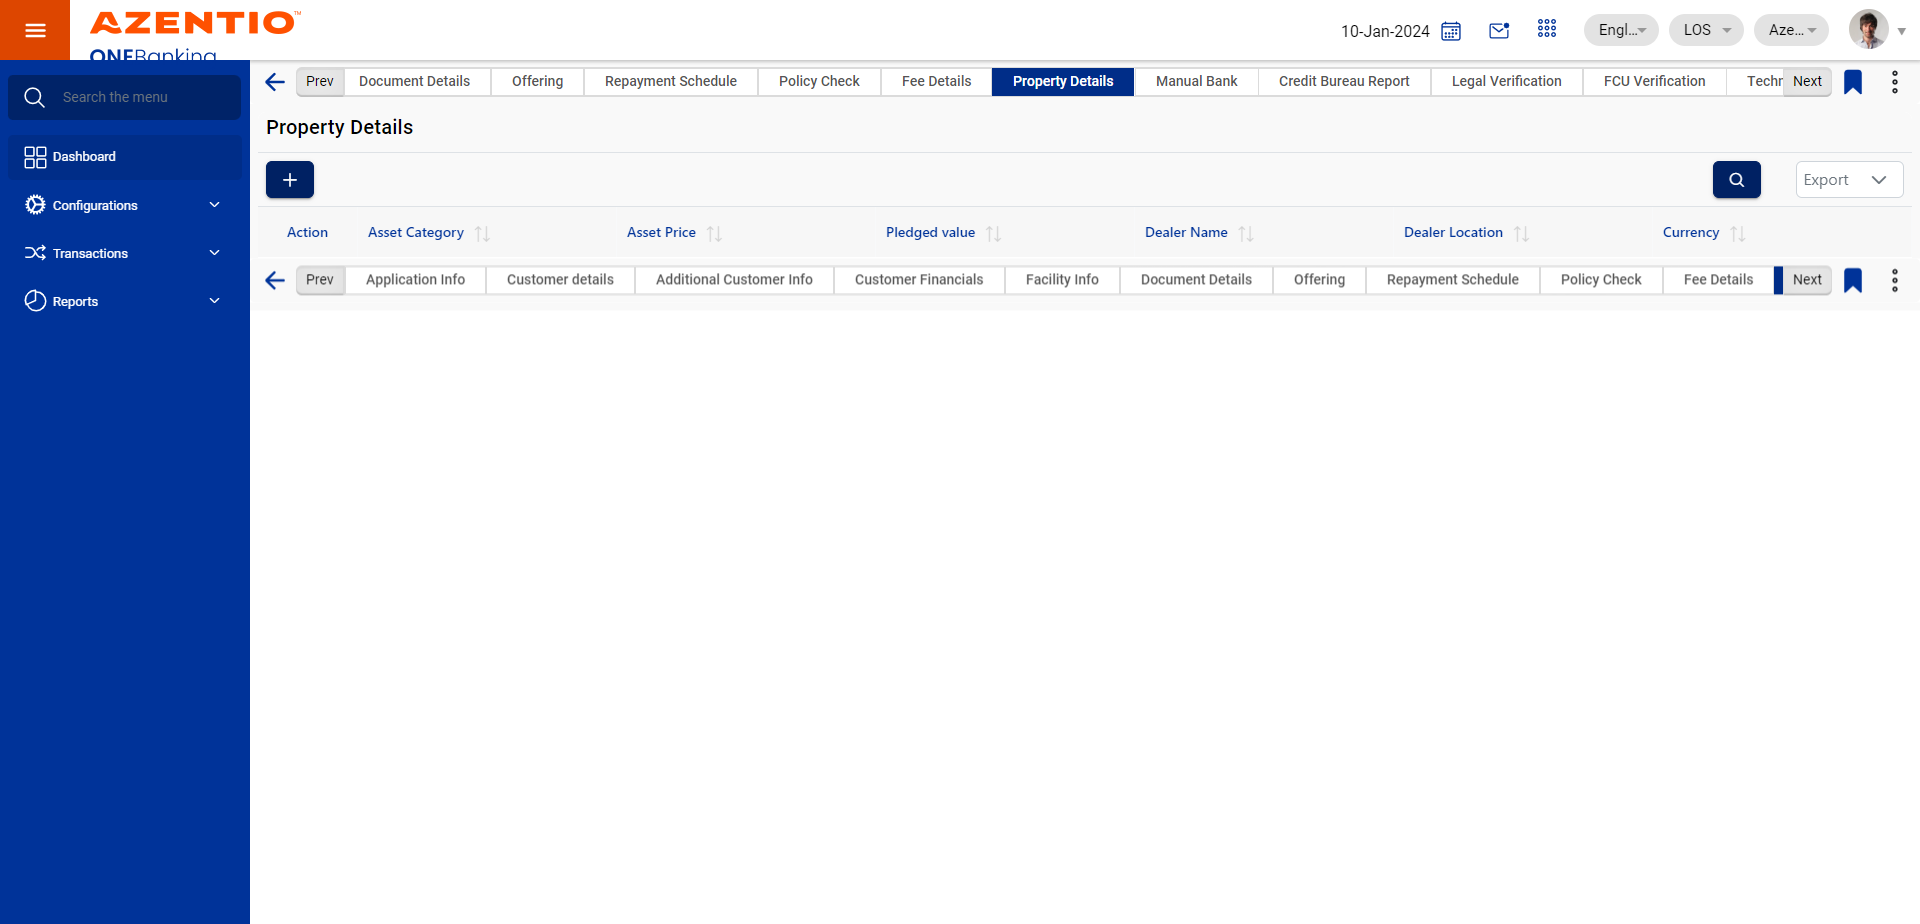 AZENTIO™
ONEBanking
10-Jan-2024
Engl...
LOS
Aze...
Search the menu
Dashboard
Configurations
Transactions
Reports
Prev Document Details Offering Repayment Schedule Policy Check Fee Details Property Details Manual Bank Credit Bureau Report Legal Verification FCU Verification Techn Next
Property Details
+
Export
Action Asset Category Asset Price Pledged value Dealer Name Dealer Location Currency
Prev Application Info Customer details Additional Customer Info Customer Financials Facility Info Document Details Offering Repayment Schedule Policy Check Fee Details Next